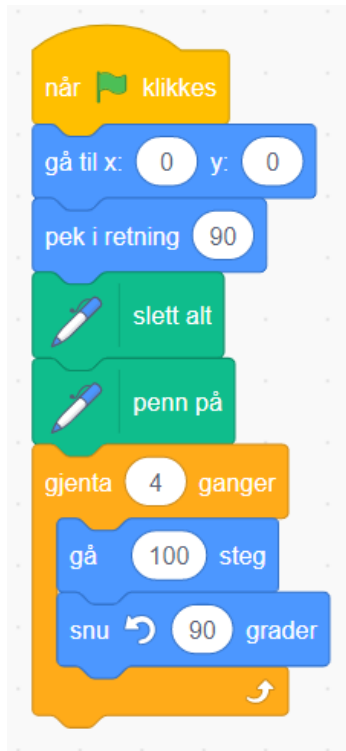 når klikkes
gå til x: 0 y: 0
pek i retning 90
slett alt
penn på
gjenta 4 ganger
gå 100 steg
snu 90 grader